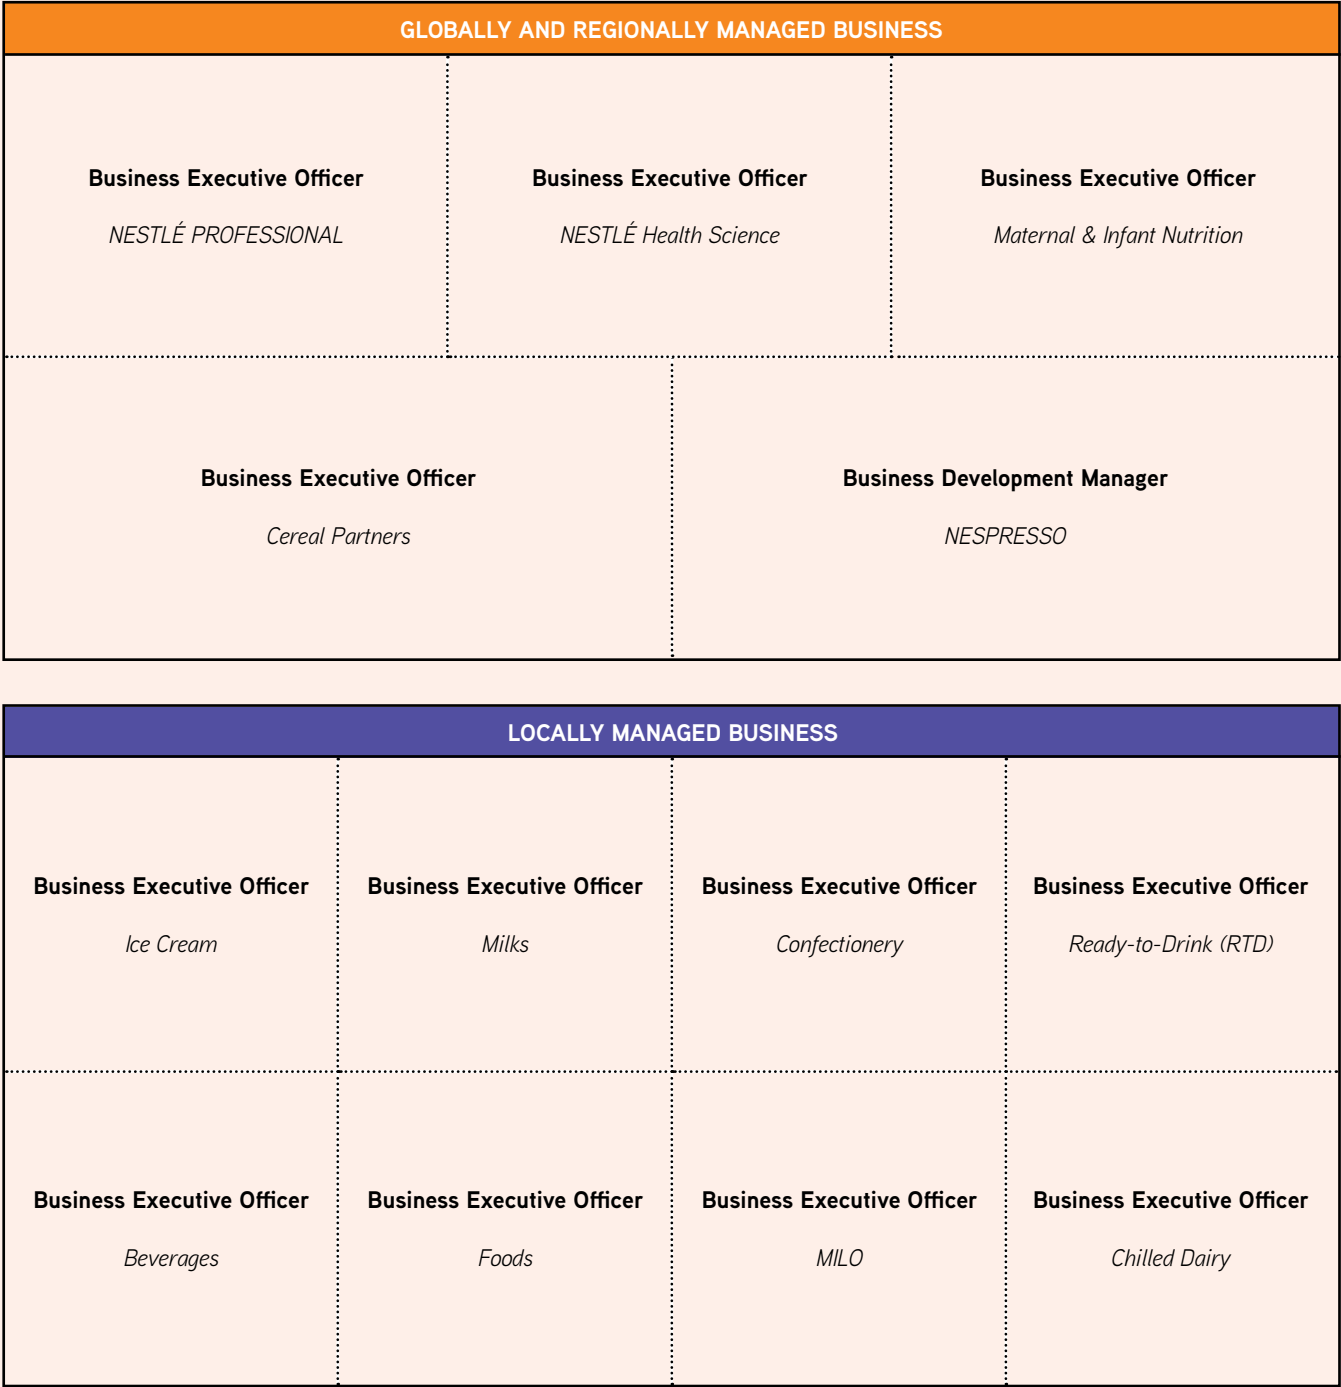 GLOBALLY AND REGIONALLY MANAGED BUSINESS
Business Executive Officer
NESTLÉ PROFESSIONAL
Business Executive Officer
NESTLÉ Health Science
Business Executive Officer
Maternal & Infant Nutrition
Business Executive Officer
Cereal Partners
Business Development Manager
NESPRESSO
LOCALLY MANAGED BUSINESS
Business Executive Officer
Ice Cream
Business Executive Officer
Milks
Business Executive Officer
Confectionery
Business Executive Officer
Ready-to-Drink (RTD)
Business Executive Officer
Beverages
Business Executive Officer
Foods
Business Executive Officer
MILO
Business Executive Officer
Chilled Dairy